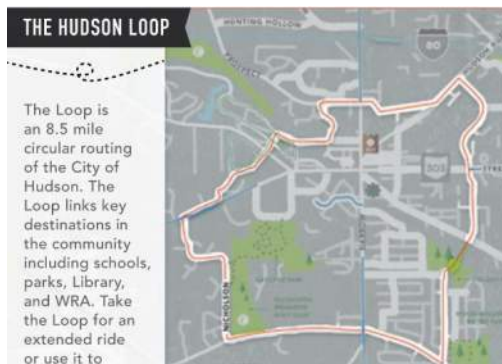 THE HUDSON LOOP
HUNTING HOLLOW
PROSPECT
80
The Loop is
an 8.5 mile
circular routing
of the City of
Hudson. The
Loop links key
destinations in
the community
including schools,
parks, Library,
and WRA. Take
the Loop for an
extended ride
or use it to
303
NICHOLSON